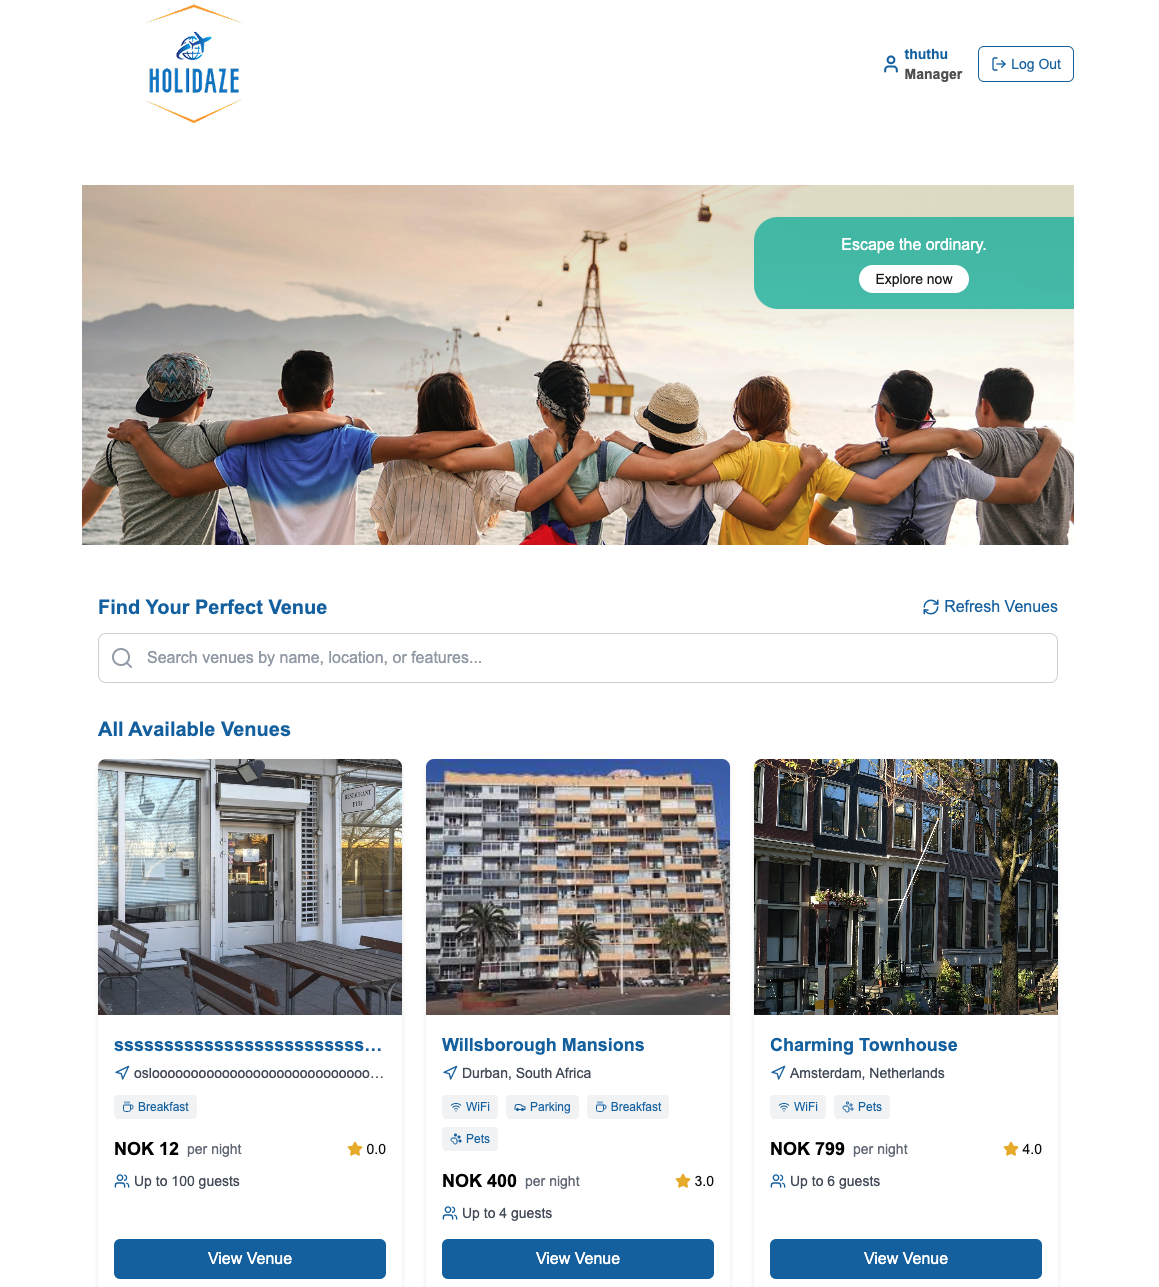 HOLIDAZE
thuthu
Manager
Log Out
Escape the ordinary.
Explore now
Find Your Perfect Venue
Refresh Venues
Search venues by name, location, or features...
All Available Venues
RESTAURANT
PUB
sssssssssssssssssssssssss...
oslooooooooooooooooooooooooooooo...
Breakfast
NOK 12 per night
0.0
Up to 100 guests
View Venue
Willsborough Mansions
Durban, South Africa
WiFi
Parking
Breakfast
Pets
NOK 400 per night
3.0
Up to 4 guests
View Venue
Charming Townhouse
Amsterdam, Netherlands
WiFi
Pets
NOK 799 per night
4.0
Up to 6 guests
View Venue